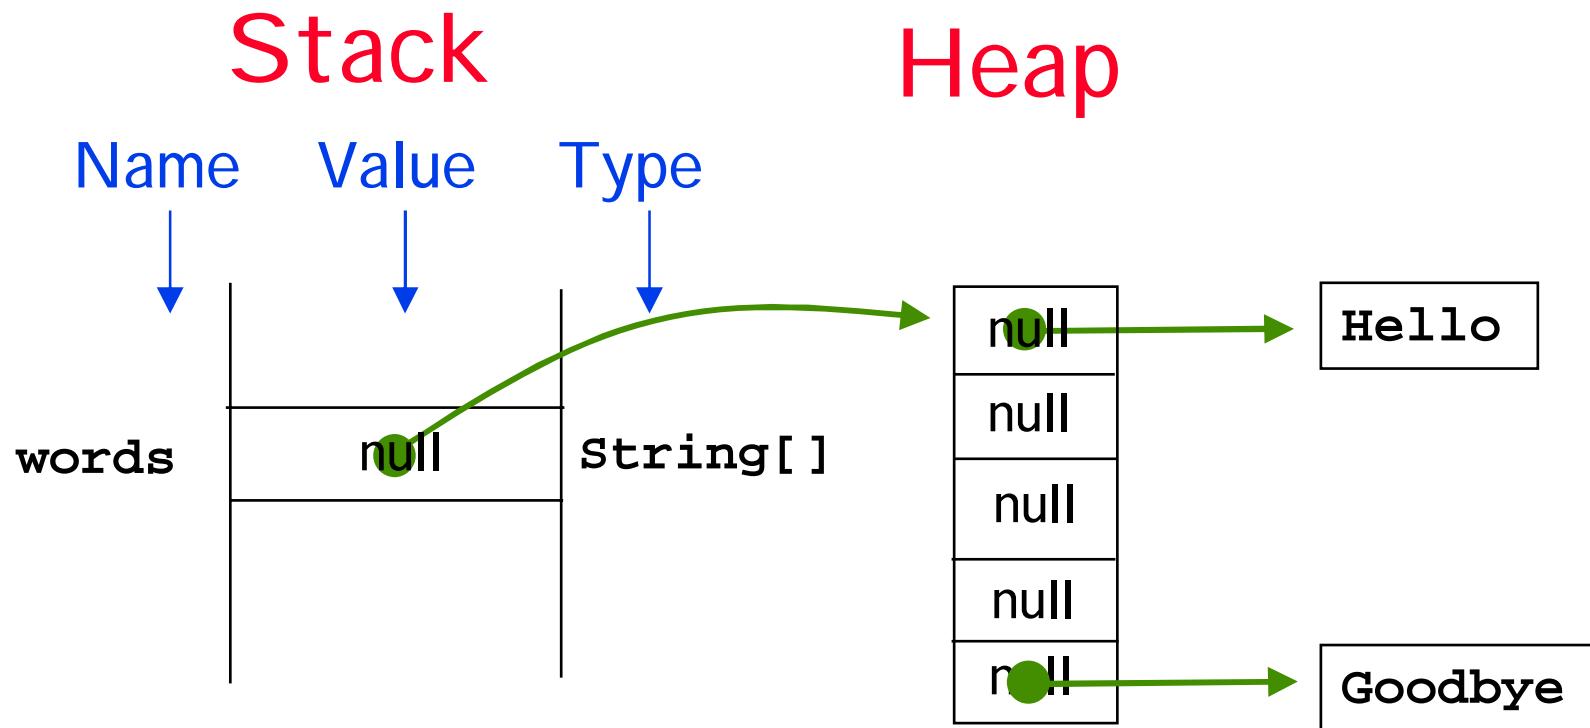 Stack
Heap
Name Value Type
words null String[]
null
null
null
null
null
Hello
Goodbye